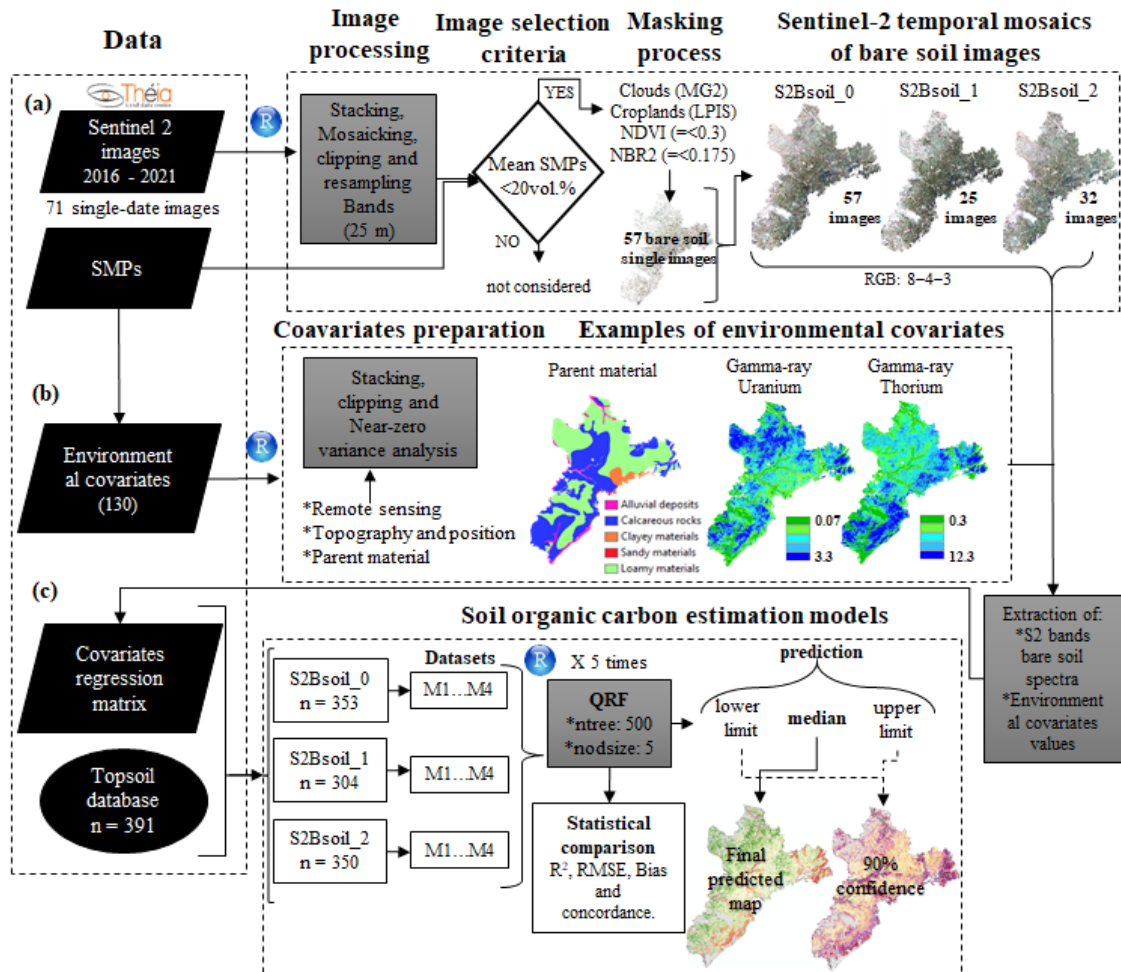 Data
Image
processing
Image selection
criteria
Masking
process
Sentinel-2 temporal mosaics
of bare soil images
(a)
Théia
Sentinel 2
images
2016 - 2021
71 single-date images
SMPs
R
Stacking,
Mosaicking,
clipping and
resampling
Bands
(25 m)
YES
Mean SMPs
<20vol.%
NO
not considered
Clouds (MG2)
Croplands (LPIS)
NDVI (=<0.3)
NBR2 (=<0.175)
57 bare soil
single images
S2Bsoil_0
S2Bsoil_1
S2Bsoil_2
57
images
25
images
32
images
RGB: 8−4−3
(b)
Environment
al covariates
(130)
R
Coavariates preparation
Examples of environmental covariates
Stacking,
clipping and
Near-zero
variance analysis
*Remote sensing
*Topography and position
*Parent material
Parent material
Alluvial deposits
Calcareous rocks
Clayey materials
Sandy materials
Loamy materials
Gamma-ray
Uranium
0.07
3.3
Gamma-ray
Thorium
0.3
12.3
Extraction of:
*S2 bands
bare soil
spectra
*Environment
al covariates
values
(c)
Covariates
regression
matrix
Topsoil
database
n = 391
Soil organic carbon estimation models
Datasets
S2Bsoil_0
n = 353
M1...M4
S2Bsoil_1
n = 304
M1...M4
S2Bsoil_2
n = 350
M1...M4
R
X 5 times
QRF
*ntree: 500
*nodsize: 5
Statistical
comparison
R², RMSE, Bias
and
concordance.
prediction
lower
limit
median
upper
limit
Final
predicted
map
90%
confidence